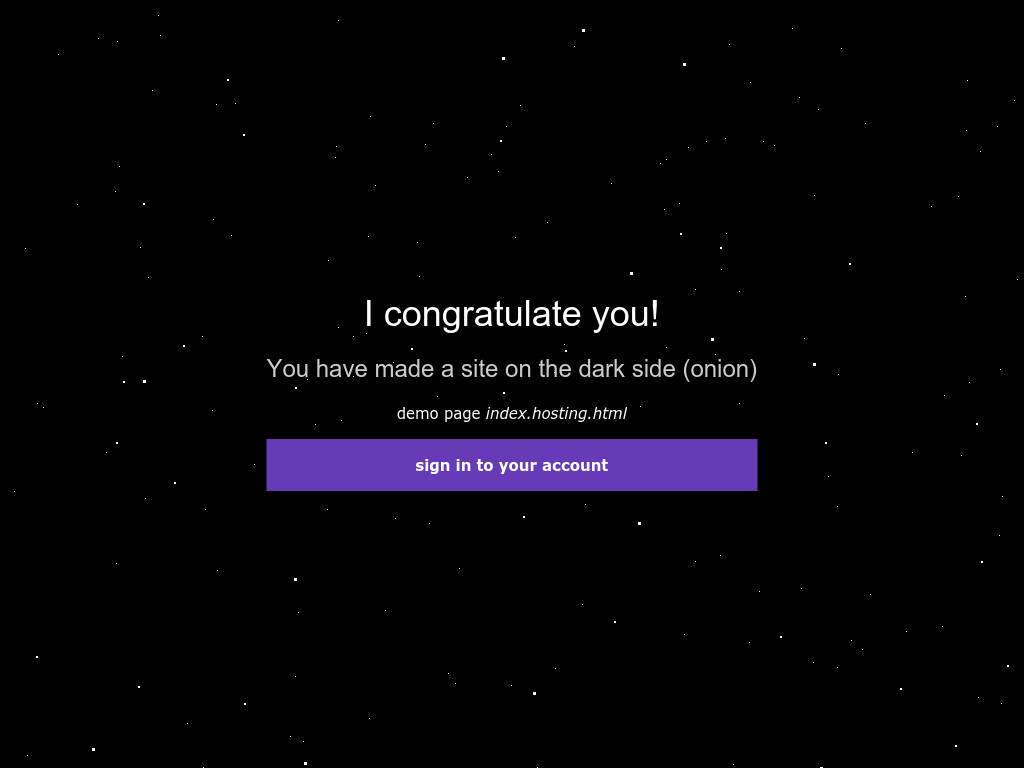 I congratulate you!
You have made a site on the dark side (onion)
demo page index.hosting.html
sign in to your account